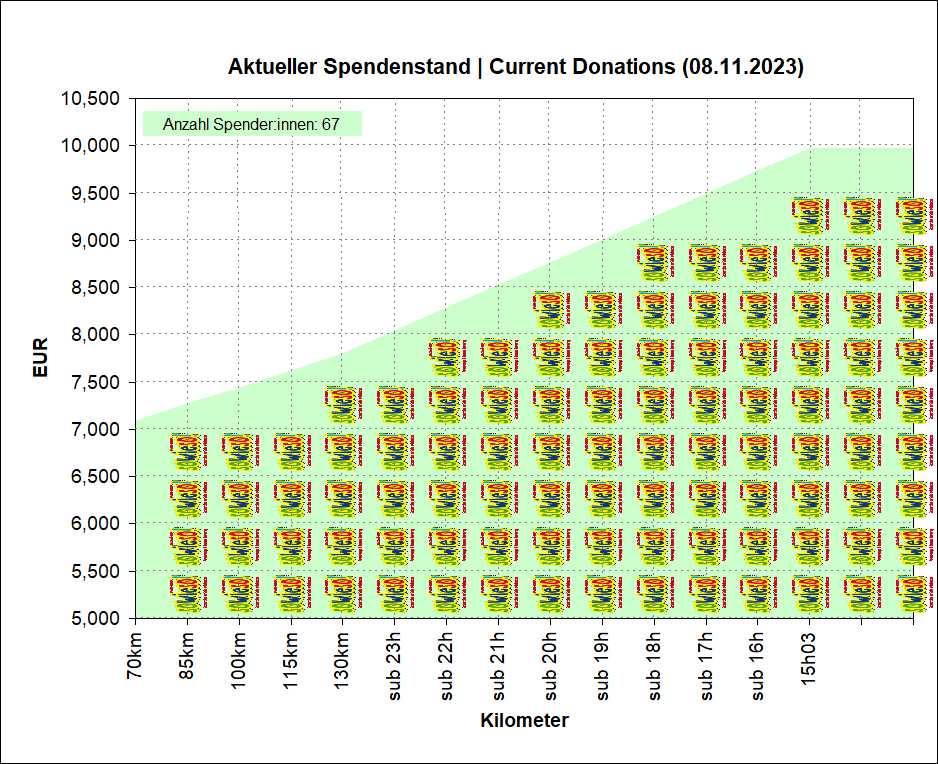 Aktueller Spendenstand | Current Donations (08.11.2023)
Anzahl Spender:innen: 67
EUR
10,500
10,000
9,500
9,000
8,500
8,000
7,500
7,000
6,500
6,000
5,500
5,000
70km
85km
100km
115km
130km
sub 23h
sub 22h
sub 21h
sub 20h
sub 19h
sub 18h
sub 17h
sub 16h
15h03
Kilometer